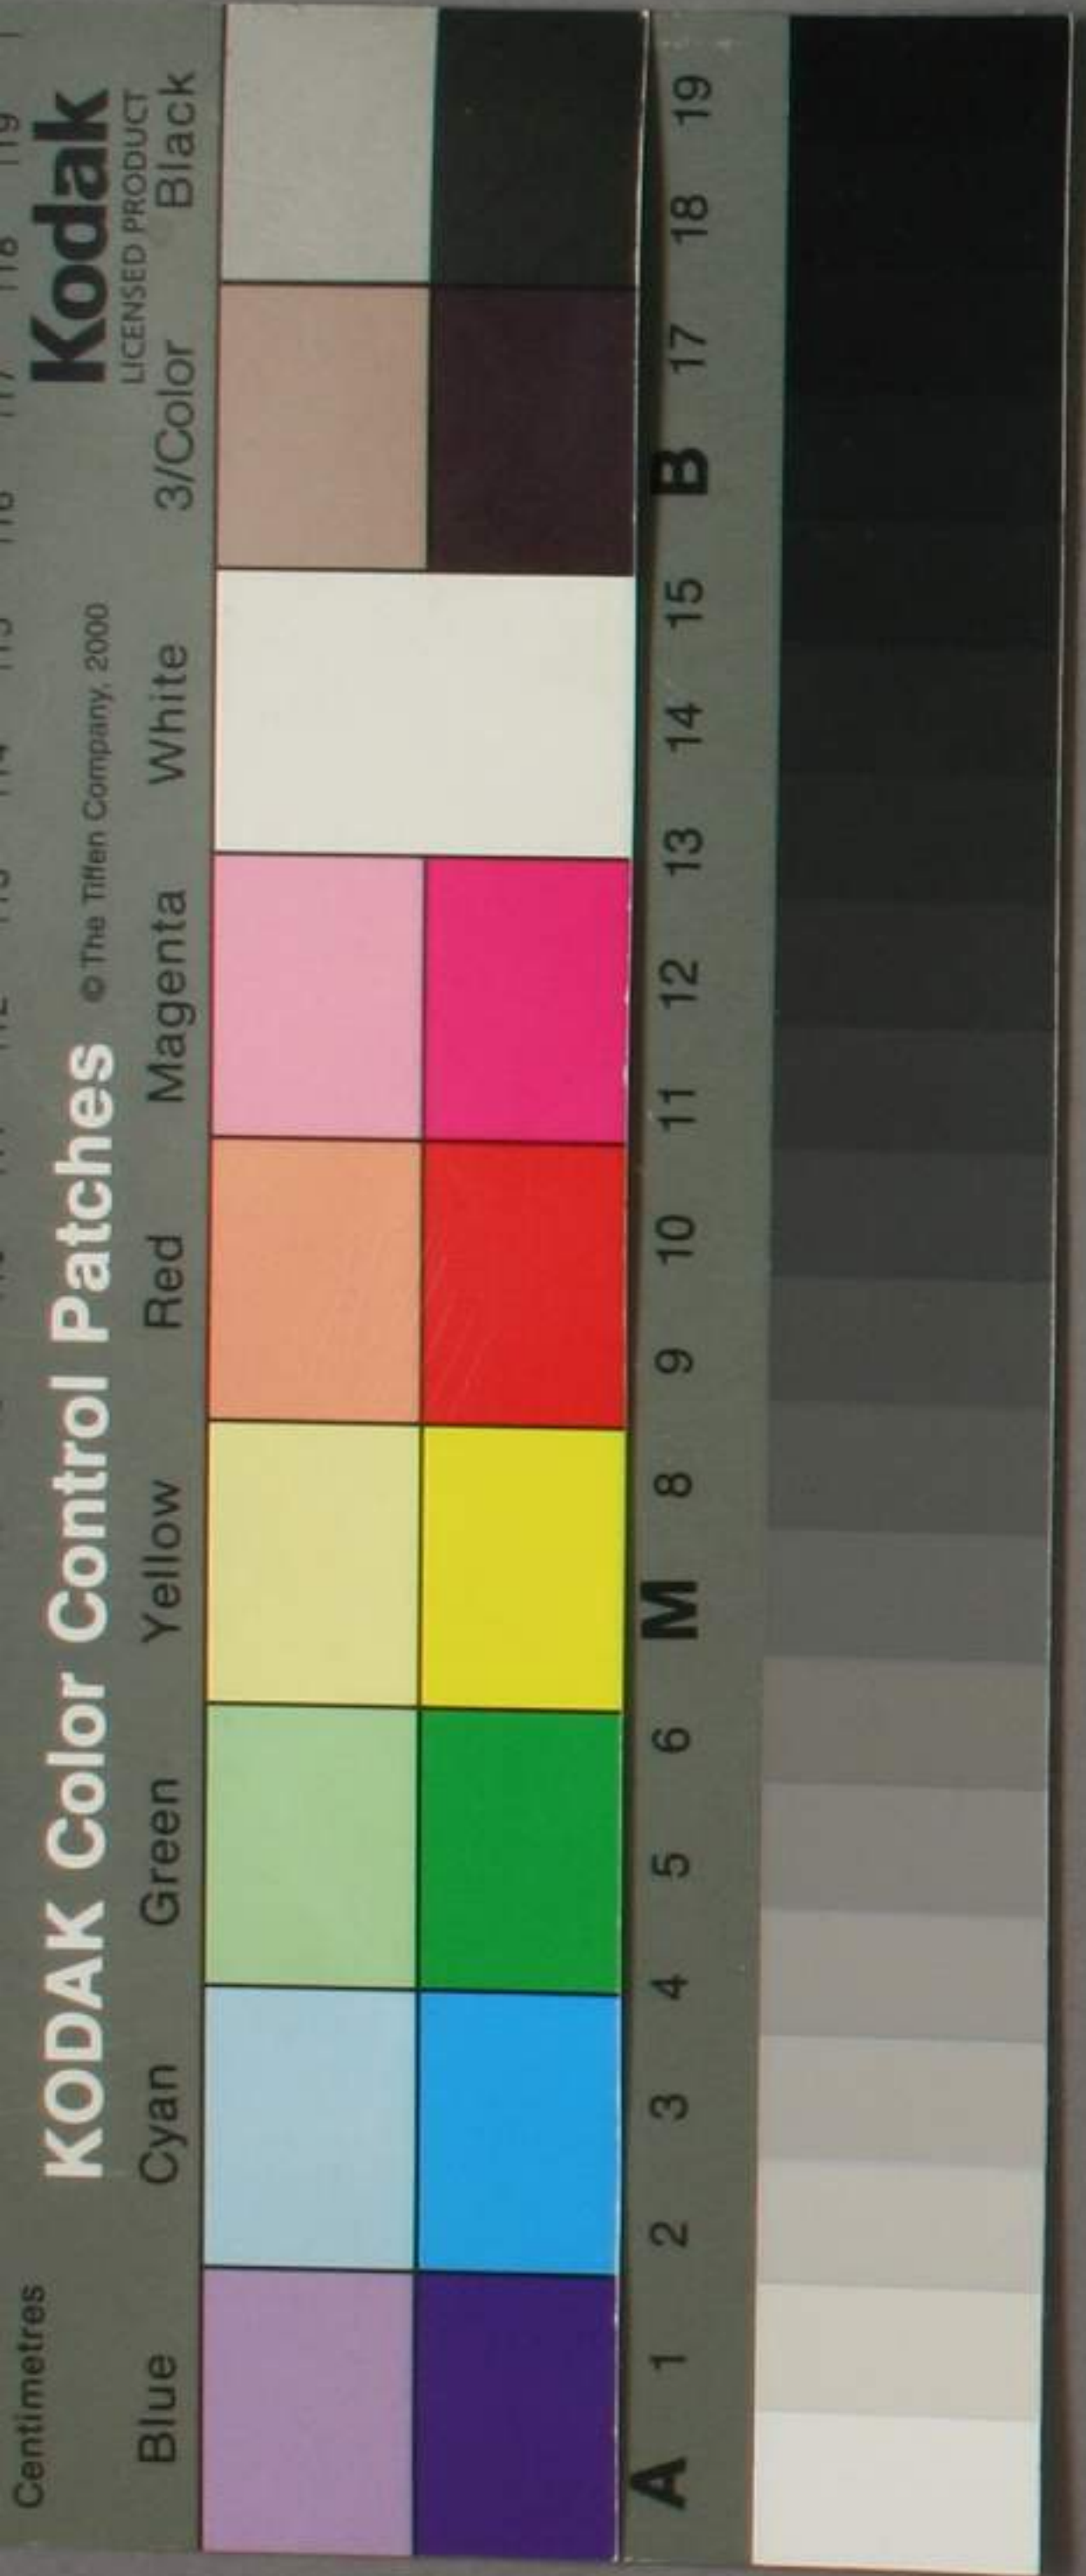 Centimetres
KODAK Color Control Patches © The Tiffen Company, 2000 Kodak
LICENSED PRODUCT
Blue Cyan Green Yellow Red Magenta White 3/Color Black
A 1 2 3 4 5 6 M 8 9 10 11 12 13 14 15 B 17 18 19